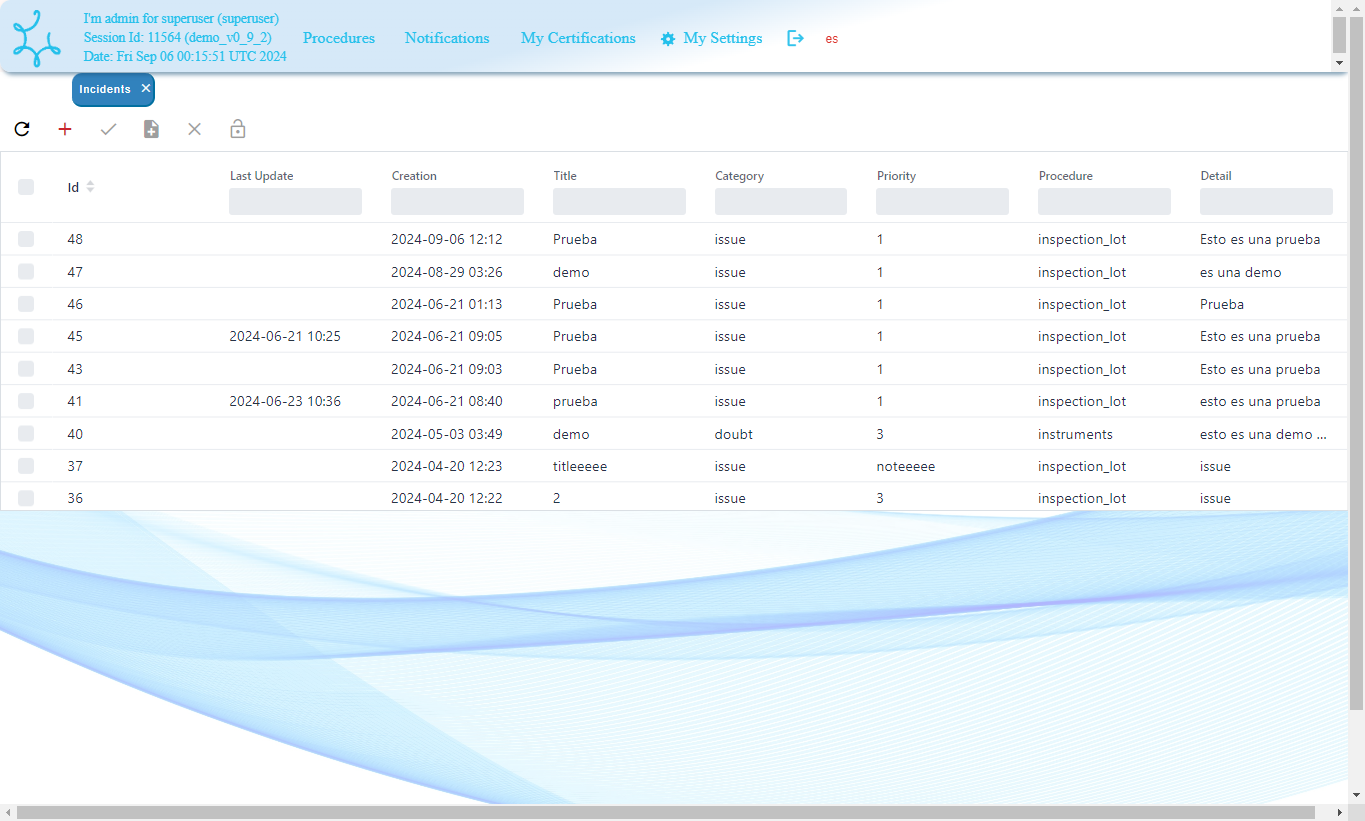 I'm admin for superuser (superuser)
Session Id: 11564 (demo_v0_9_2)
Date: Fri Sep 06 00:15:51 UTC 2024
Procedures Notifications My Certifications My Settings es
Incidents
Id Last Update Creation Title Category Priority Procedure Detail
48 2024-09-06 12:12 Prueba issue 1 inspection_lot Esto es una prueba
47 2024-08-29 03:26 demo issue 1 inspection_lot es una demo
46 2024-06-21 01:13 Prueba issue 1 inspection_lot Prueba
45 2024-06-21 10:25 2024-06-21 09:05 Prueba issue 1 inspection_lot Esto es una prueba
43 2024-06-21 09:03 Prueba issue 1 inspection_lot Esto es una prueba
41 2024-06-23 10:36 2024-06-21 08:40 prueba issue 1 inspection_lot esto es una prueba
40 2024-05-03 03:49 demo doubt 3 instruments esto es una demo ...
37 2024-04-20 12:23 titleeeee issue noteeeee inspection_lot issue
36 2024-04-20 12:22 2 issue 3 inspection_lot issue